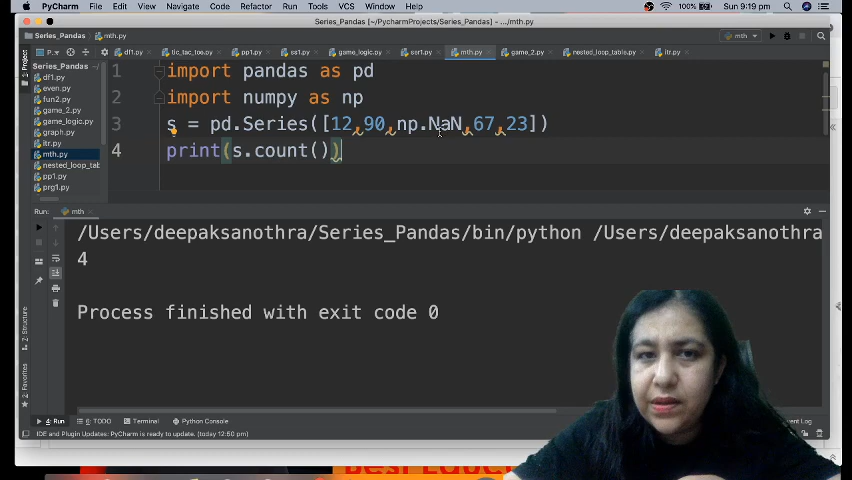 PyCharm File Edit View Navigate Code Refactor Run Tools VCS Window Help 100% Sun 9:19 pm
Series_Pandas [~/PycharmProjects/Series_Pandas] - .../mth.py
Series_Pandas mth.py mth
P... df1.py tic_tac_toe.py pp1.py ss1.py game_logic.py ssr1.py mth.py game_2.py nested_loop_table.py itr.py
1: Project
Series_Pandas
df1.py
even.py
fun2.py
game_2.py
game_logic.py
graph.py
itr.py
mth.py
nested_loop_tab
pp1.py
prg1.py
1 import pandas as pd
2 import numpy as np
3 s = pd.Series([12,90,np.NaN,67,23])
4 print(s.count())
Run: mth
/Users/deepaksanothra/Series_Pandas/bin/python /Users/deepaksanothra
4
Process finished with exit code 0
Z: Structure
2: Favorites
4: Run 6: TODO Terminal Python Console vent Log
IDE and Plugin Updates: PyCharm is ready to update. (today 12:50 pm)